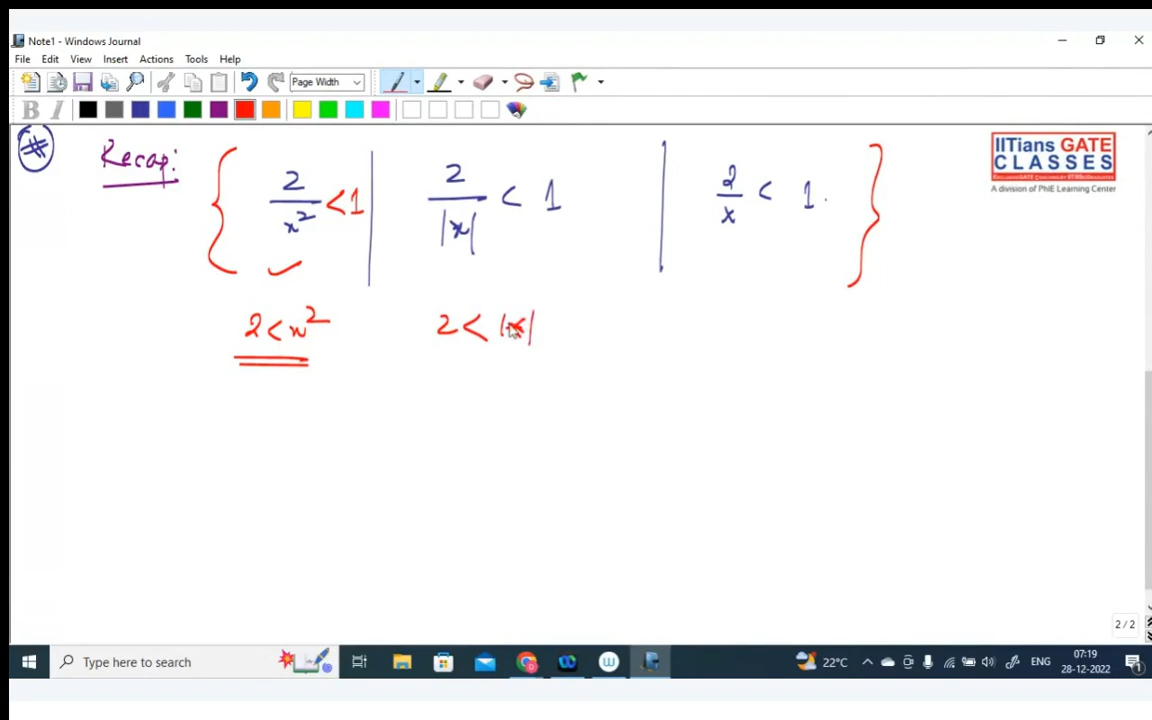 Note1 - Windows Journal
File Edit View Insert Actions Tools Help
Page Width
B I
# Recap: { 2/x² < 1 | 2/|x| < 1 | 2/x < 1. }
2 < x² 2 < |x|
IITians GATE
CLASSES
A division of PhIE Learning Center
2 / 2
Type here to search
22°C ENG 07:19
28-12-2022
1